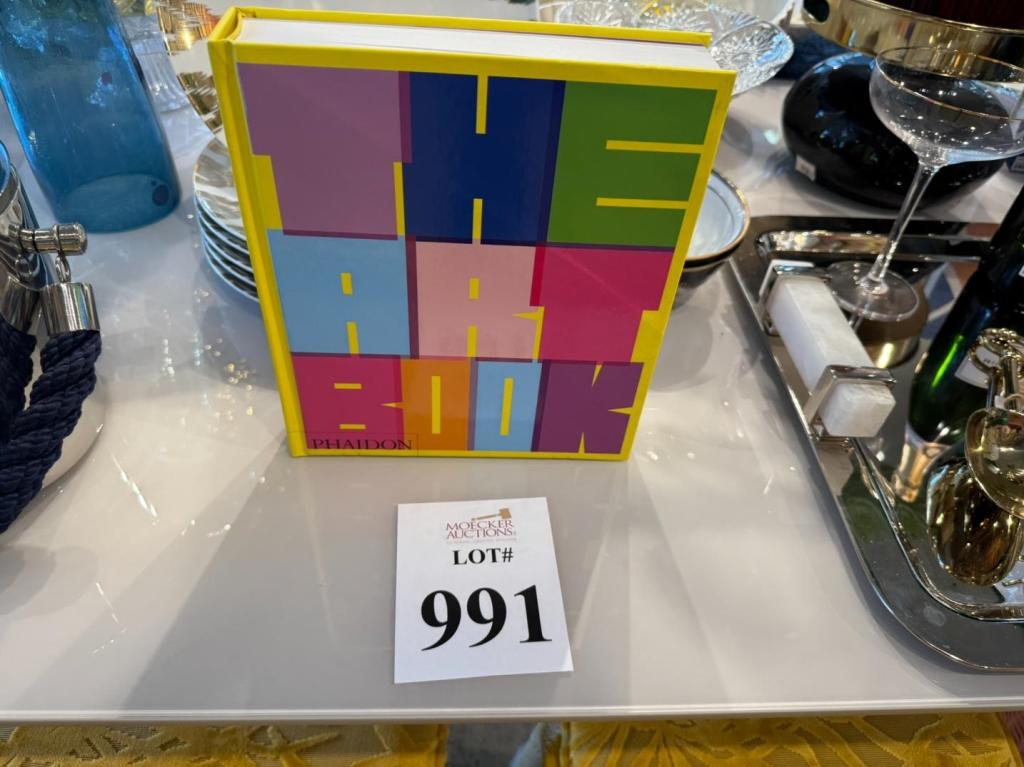 THE
ART
BOOK
PHAIDON
MOECKER
AUCTIONS
LOT#
991